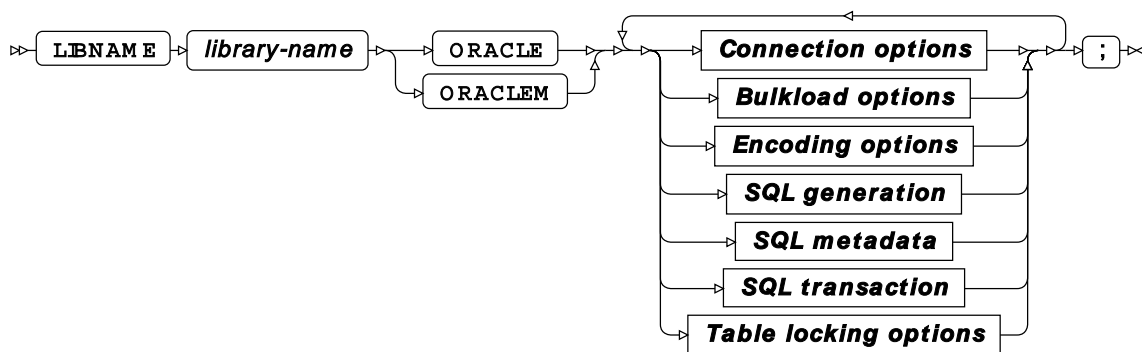 LIBNAME library-name ORACLE Connection options ;
ORACLEM Bulkload options
Encoding options
SQL generation
SQL metadata
SQL transaction
Table locking options